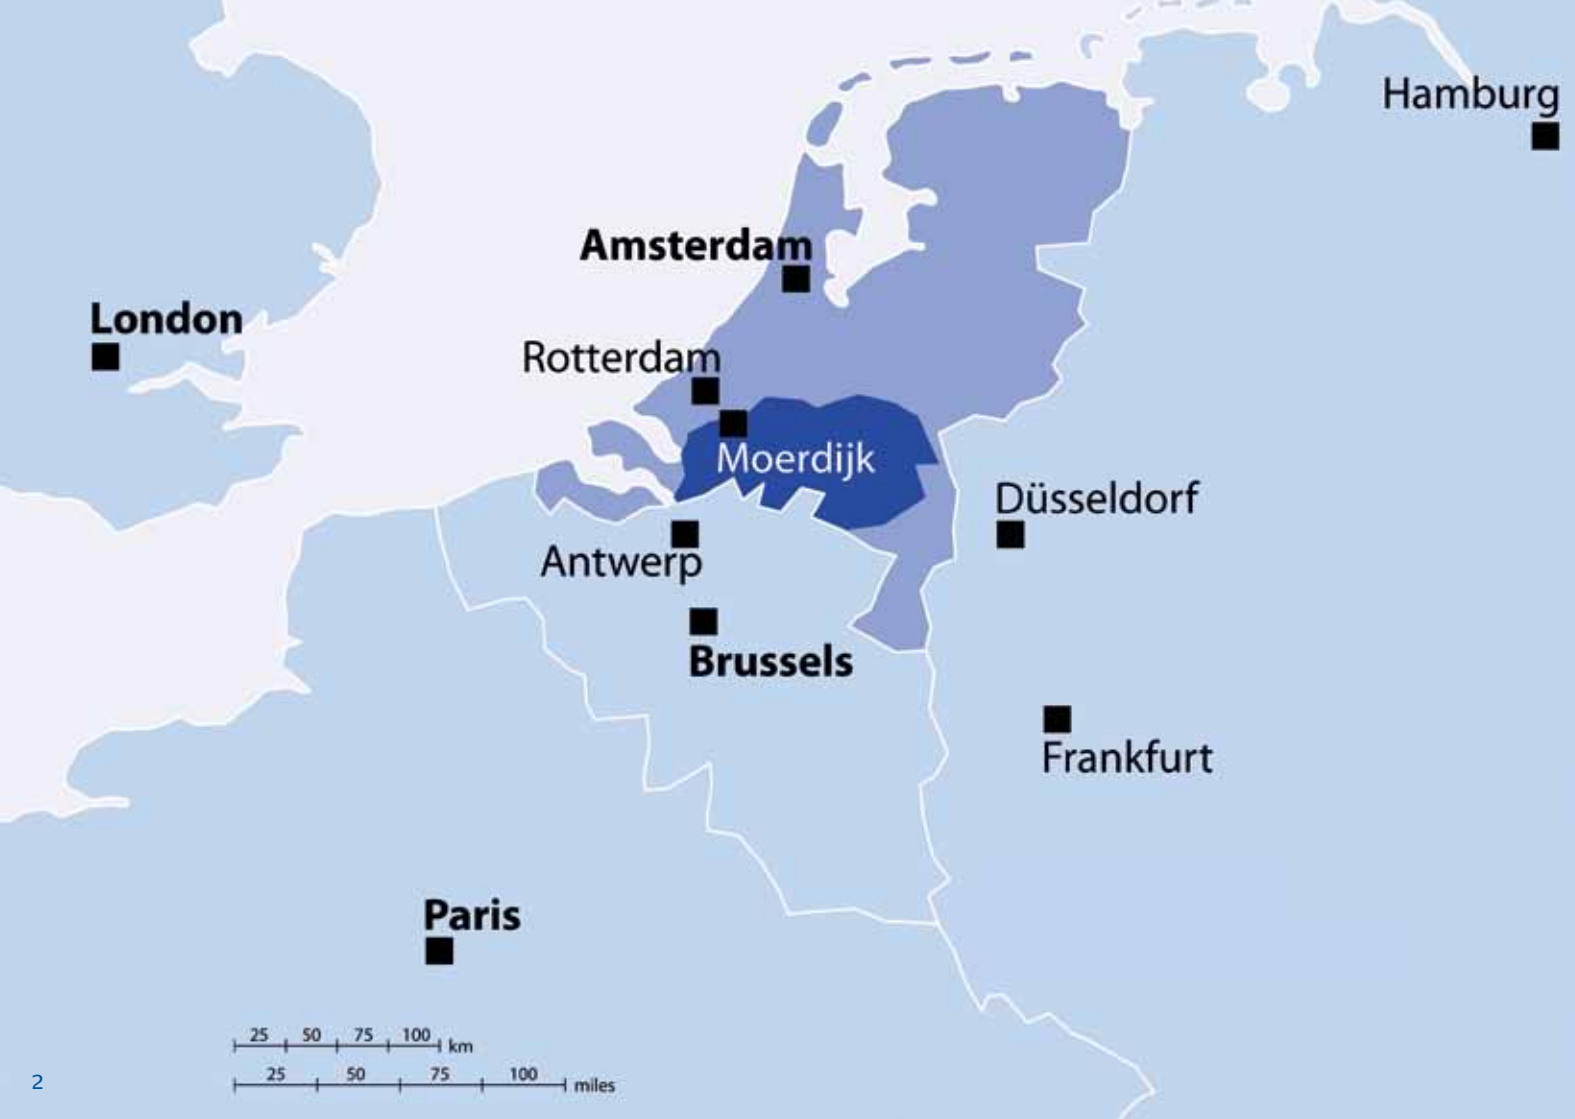 Hamburg
Amsterdam
London
Rotterdam
Moerdijk
Düsseldorf
Antwerp
Brussels
Frankfurt
Paris
25 50 75 100 km
25 50 75 100 miles
2